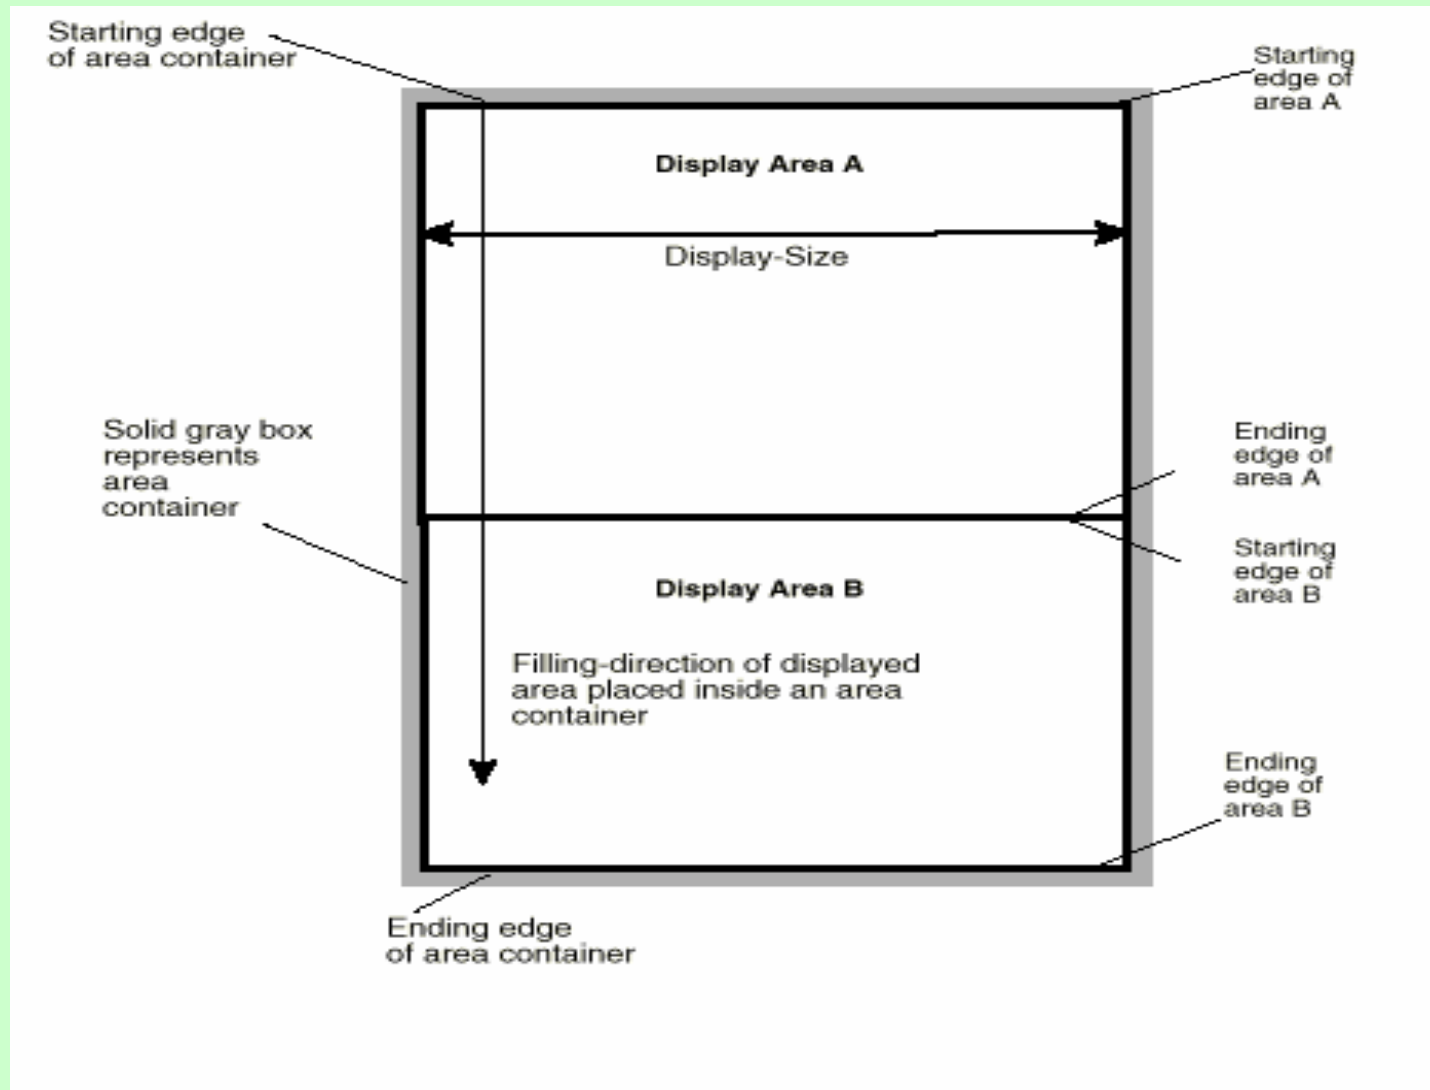 Starting edge
of area container
Starting
edge of
area A
Display Area A
Display-Size
Solid gray box
represents
area
container
Ending
edge of
area A
Starting
edge of
area B
Display Area B
Filling-direction of displayed
area placed inside an area
container
Ending
edge of
area B
Ending edge
of area container